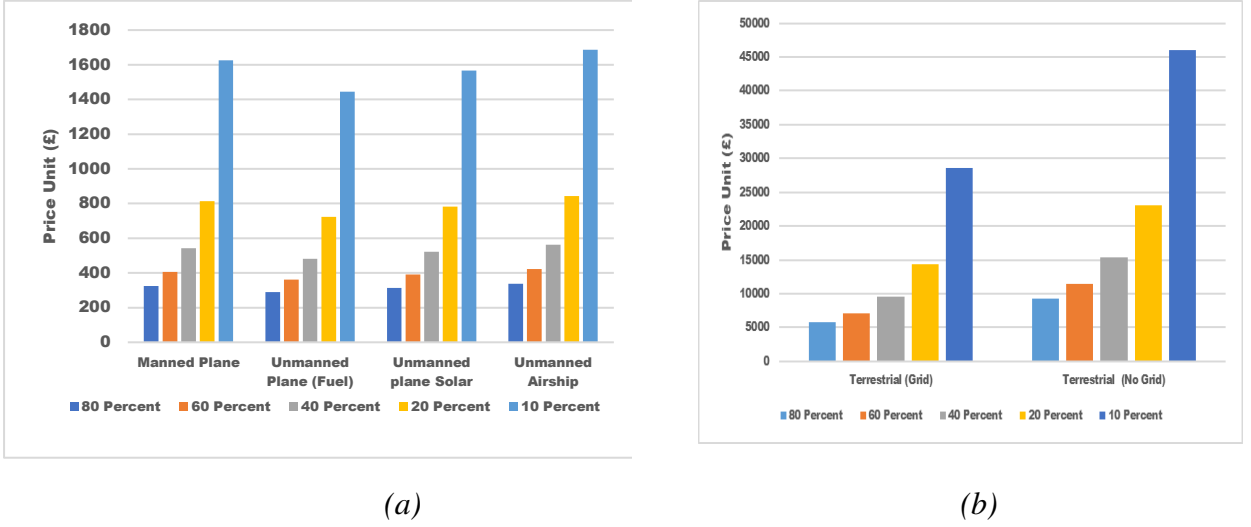 1800
1600
1400
1200
1000
800
600
400
200
0
Price Unit (£)
Manned Plane
Unmanned
Plane (Fuel)
Unmanned
plane Solar
Unmanned
Airship
80 Percent 60 Percent 40 Percent 20 Percent 10 Percent
(a)
50000
45000
40000
35000
30000
25000
20000
15000
10000
5000
0
Price Unit (£)
Terrestrial (Grid) Terrestrial (No Grid)
80 Percent 60 Percent 40 Percent 20 Percent 10 Percent
(b)